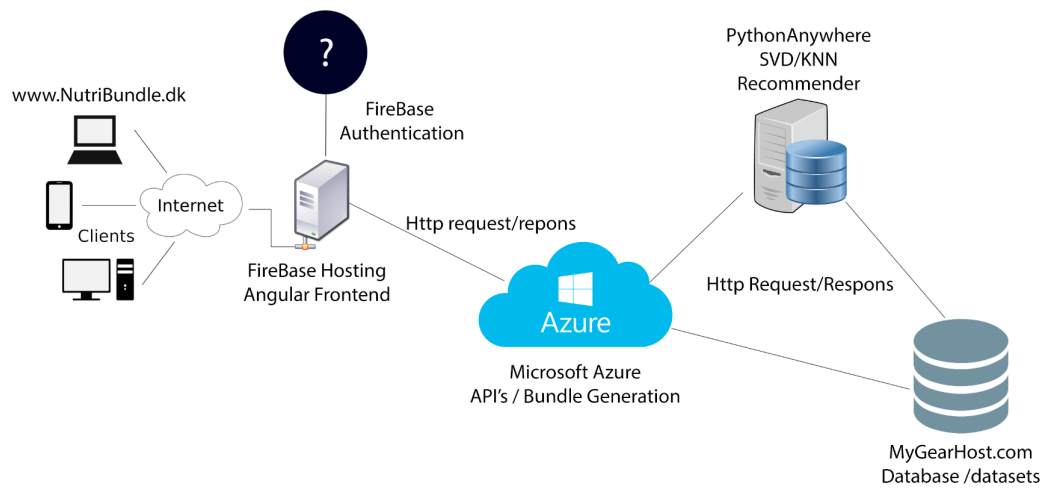 PythonAnywhere
SVD/KNN
Recommender
?
www.NutriBundle.dk
FireBase
Authentication
Internet
Clients
Http request/repons
FireBase Hosting
Angular Frontend
Http Request/Respons
Azure
Microsoft Azure
API's / Bundle Generation
MyGearHost.com
Database /datasets